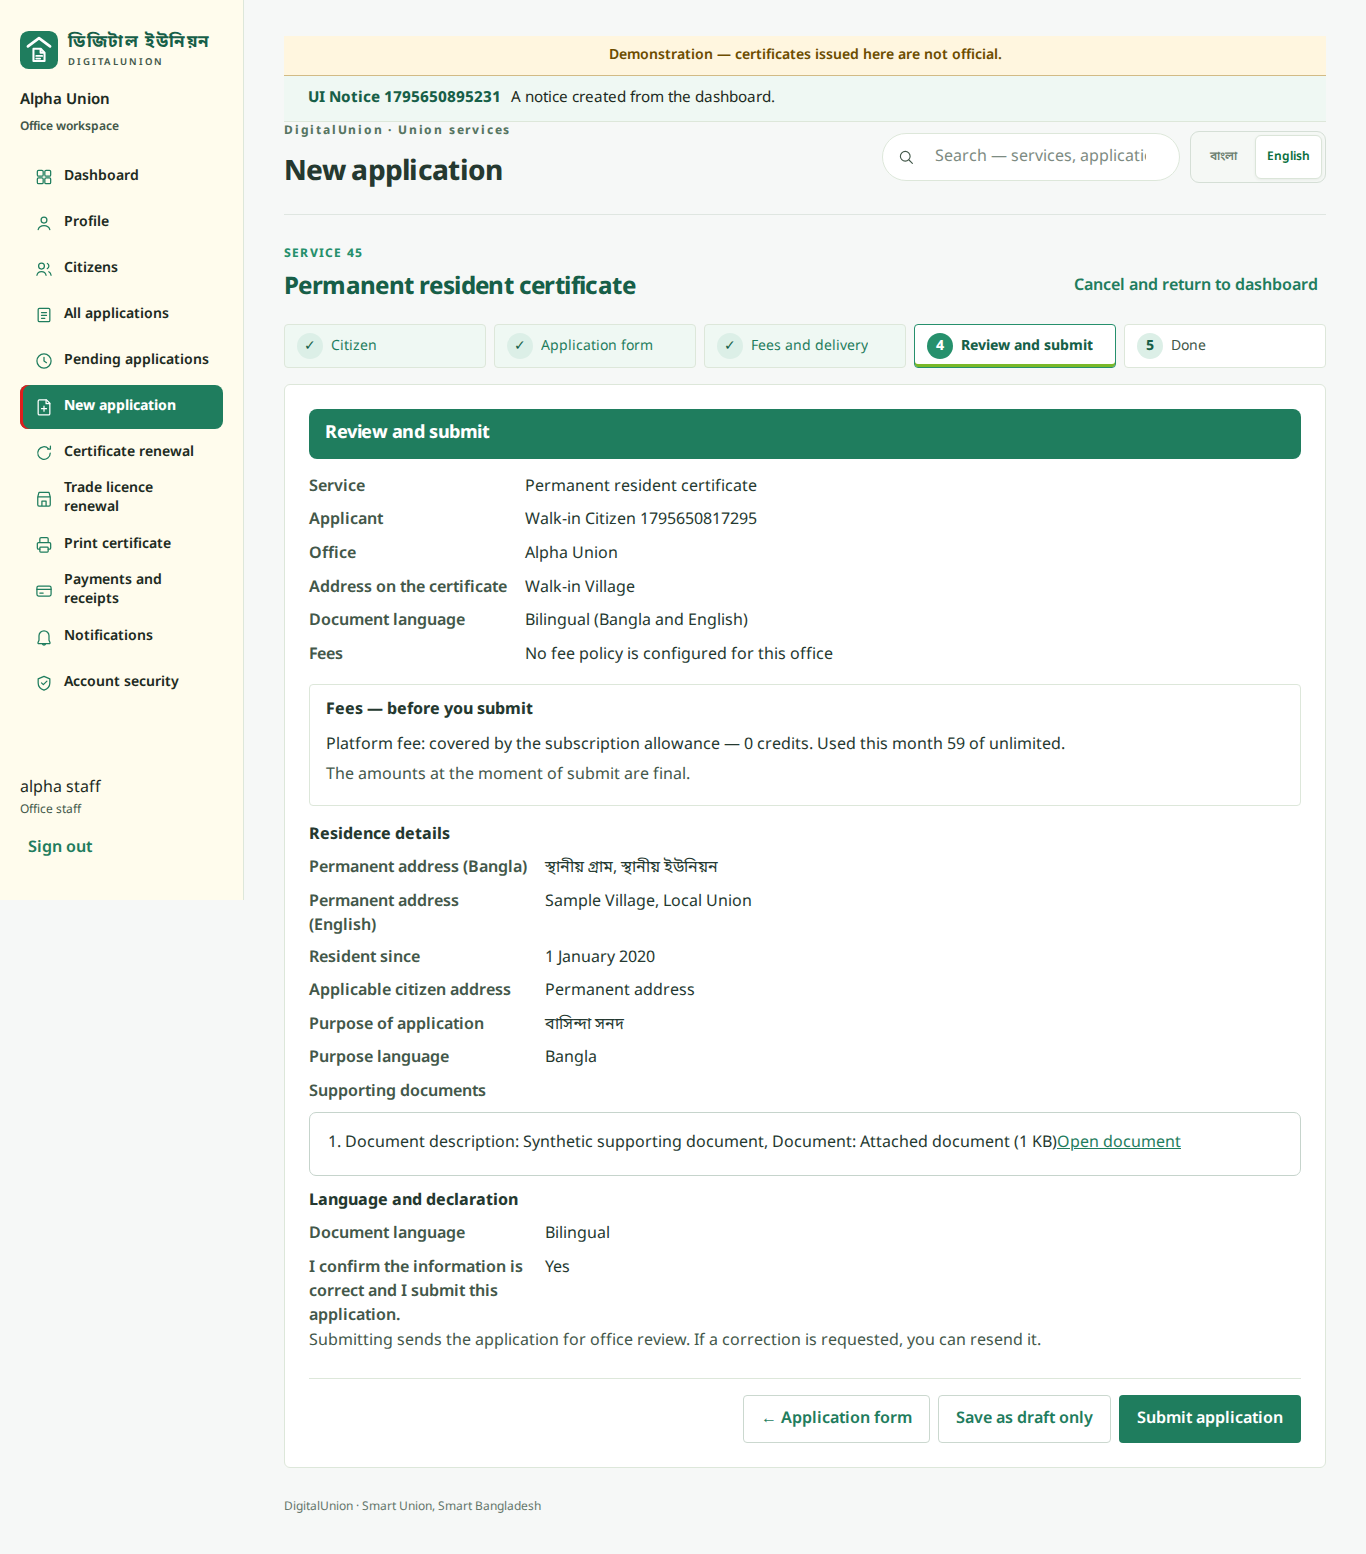 ডিজিটাল ইউনিয়ন
DIGITALUNION
Alpha Union
Office workspace
Dashboard
Profile
Citizens
All applications
Pending applications
New application
Certificate renewal
Trade licence
renewal
Print certificate
Payments and
receipts
Notifications
Account security
alpha staff
Office staff
Sign out
Demonstration — certificates issued here are not official.
UI Notice 1795650895231 A notice created from the dashboard.
DigitalUnion · Union services
New application
Search — services, applicati
বাংলা
English
SERVICE 45
Permanent resident certificate
Cancel and return to dashboard
✓ Citizen
✓ Application form
✓ Fees and delivery
4 Review and submit
5 Done
Review and submit
Service Permanent resident certificate
Applicant Walk-in Citizen 1795650817295
Office Alpha Union
Address on the certificate Walk-in Village
Document language Bilingual (Bangla and English)
Fees No fee policy is configured for this office
Fees — before you submit
Platform fee: covered by the subscription allowance — 0 credits. Used this month 59 of unlimited.
The amounts at the moment of submit are final.
Residence details
Permanent address (Bangla) স্থানীয় গ্রাম, স্থানীয় ইউনিয়ন
Permanent address Sample Village, Local Union
(English)
Resident since 1 January 2020
Applicable citizen address Permanent address
Purpose of application বাসিন্দা সনদ
Purpose language Bangla
Supporting documents
1. Document description: Synthetic supporting document, Document: Attached document (1 KB)Open document
Language and declaration
Document language Bilingual
I confirm the information is Yes
correct and I submit this
application.
Submitting sends the application for office review. If a correction is requested, you can resend it.
← Application form
Save as draft only
Submit application
DigitalUnion · Smart Union, Smart Bangladesh